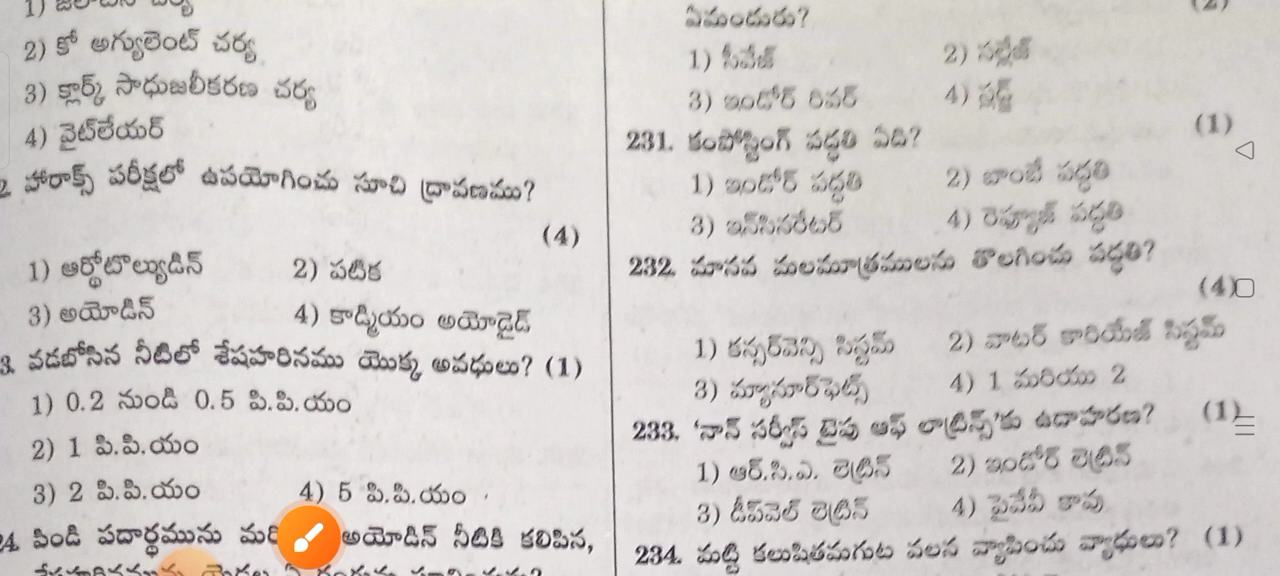 2) కో అగ్యులెంట్ చర్య
3) క్లార్క్ సాధుజలీకరణ చర్య
4) వైట్‌లేయర్
హారాక్స్ పరీక్షలో ఉపయోగించు సూచి ద్రావణము?
(4)
1) ఆర్థోటొల్యుడిన్ 2) పటిక
3) అయోడిన్ 4) కాడ్మియం అయోడైడ్
3. వడబోసిన నీటిలో శేషహరినము యొక్క అవధులు? (1)
1) 0.2 నుండి 0.5 పి.పి.యం
2) 1 పి.పి.యం
3) 2 పి.పి.యం 4) 5 పి.పి.యం
24. పిండి పదార్థమును అయోడిన్ నీటికి కలిపిన,
ఏమందురు? (2)
1) సీవేజ్ 2) సల్లేజ్
3) ఇండోర్ రివర్ 4) స్లడ్జ్
231. కంపోస్టింగ్ పద్ధతి ఏది? (1)
1) ఇండోర్ పద్ధతి 2) బాంబే పద్ధతి
3) ఇన్‌సినరేటర్ 4) రెఫ్యూజ్ పద్ధతి
232. మానవ మలమూత్రములను తొలగించు పద్ధతి?
(4)
1) కన్సర్‌వెన్సి సిస్టమ్ 2) వాటర్ కారియేజ్ సిస్టమ్
3) మ్యానూర్‌ఫెట్స్ 4) 1 మరియు 2
233. 'నాన్ సర్వీస్ టైపు ఆఫ్ లాట్రిన్స్'కు ఉదాహరణ? (1)
1) ఆర్.సి.ఎ. లెట్రిన్ 2) ఇండోర్ లెట్రిన్
3) డీప్‌వెల్ లెట్రిన్ 4) పైవేవీ కావు
234. మట్టి కలుషితమగుట వలన వ్యాపించు వ్యాధులు? (1)